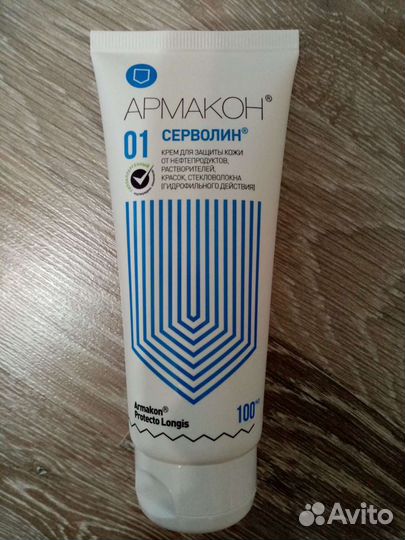 АРМАКОН®
01 СЕРВОЛИН®
КРЕМ ДЛЯ ЗАЩИТЫ КОЖИ
ОТ НЕФТЕПРОДУКТОВ,
РАСТВОРИТЕЛЕЙ,
КРАСОК, СТЕКЛОВОЛОКНА
(ГИДРОФИЛЬНОГО ДЕЙСТВИЯ)
Armakon®
Protecto Longis
100 мл
Avito